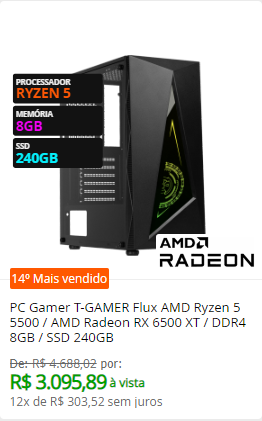 PROCESSADOR
RYZEN 5
MEMÓRIA
8GB
SSD
240GB
AMD
RADEON
14º Mais vendido
PC Gamer T-GAMER Flux AMD Ryzen 5
5500 / AMD Radeon RX 6500 XT / DDR4
8GB / SSD 240GB
De: R$ 4.688,02 por:
R$ 3.095,89 à vista
12x de R$ 303,52 sem juros